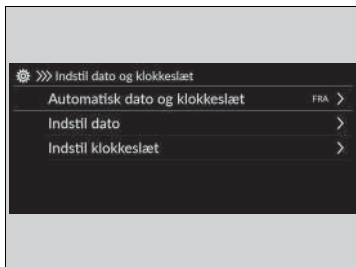 >>> Indstil dato og klokkeslæt
Automatisk dato og klokkeslæt FRA >
Indstil dato >
Indstil klokkeslæt >